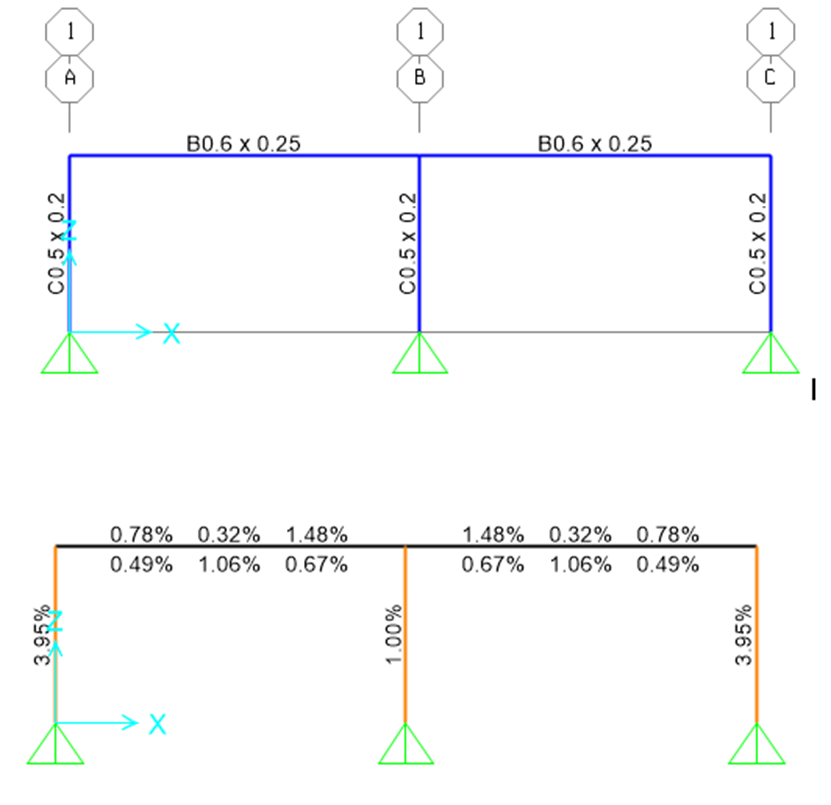 1 1 1
A B C
B0.6 x 0.25 B0.6 x 0.25
C0.5 x 0.2 C0.5 x 0.2 C0.5 x 0.2
Z
X
0.78% 0.32% 1.48% 1.48% 0.32% 0.78%
0.49% 1.06% 0.67% 0.67% 1.06% 0.49%
3.95% 1.00% 3.95%
Z
X